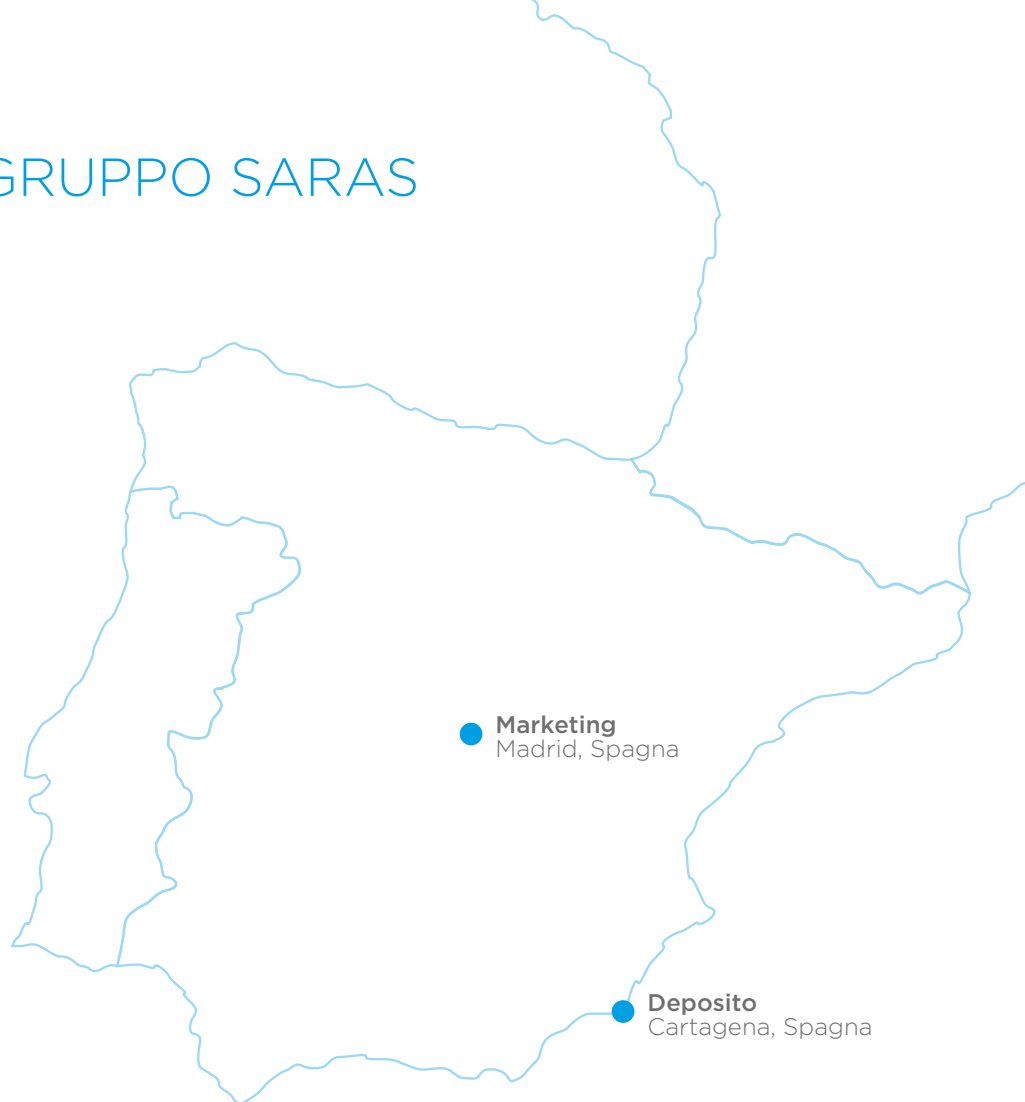 GRUPPO SARAS
Marketing
Madrid, Spagna
Deposito
Cartagena, Spagna